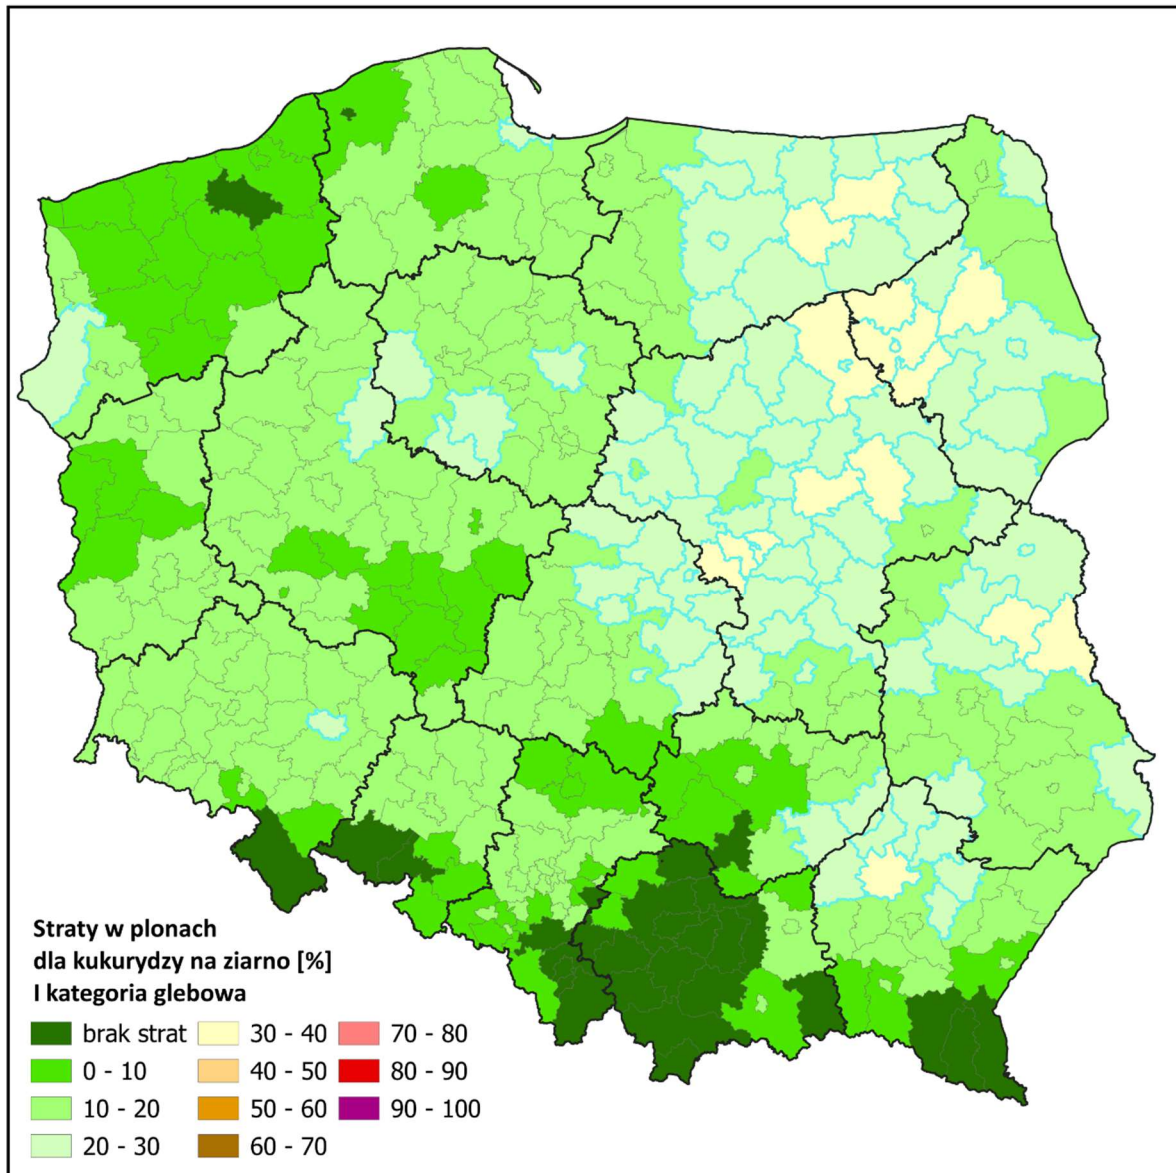 Straty w plonach
dla kukurydzy na ziarno [%]
I kategoria glebowa
brak strat
0 - 10
10 - 20
20 - 30
30 - 40
40 - 50
50 - 60
60 - 70
70 - 80
80 - 90
90 - 100